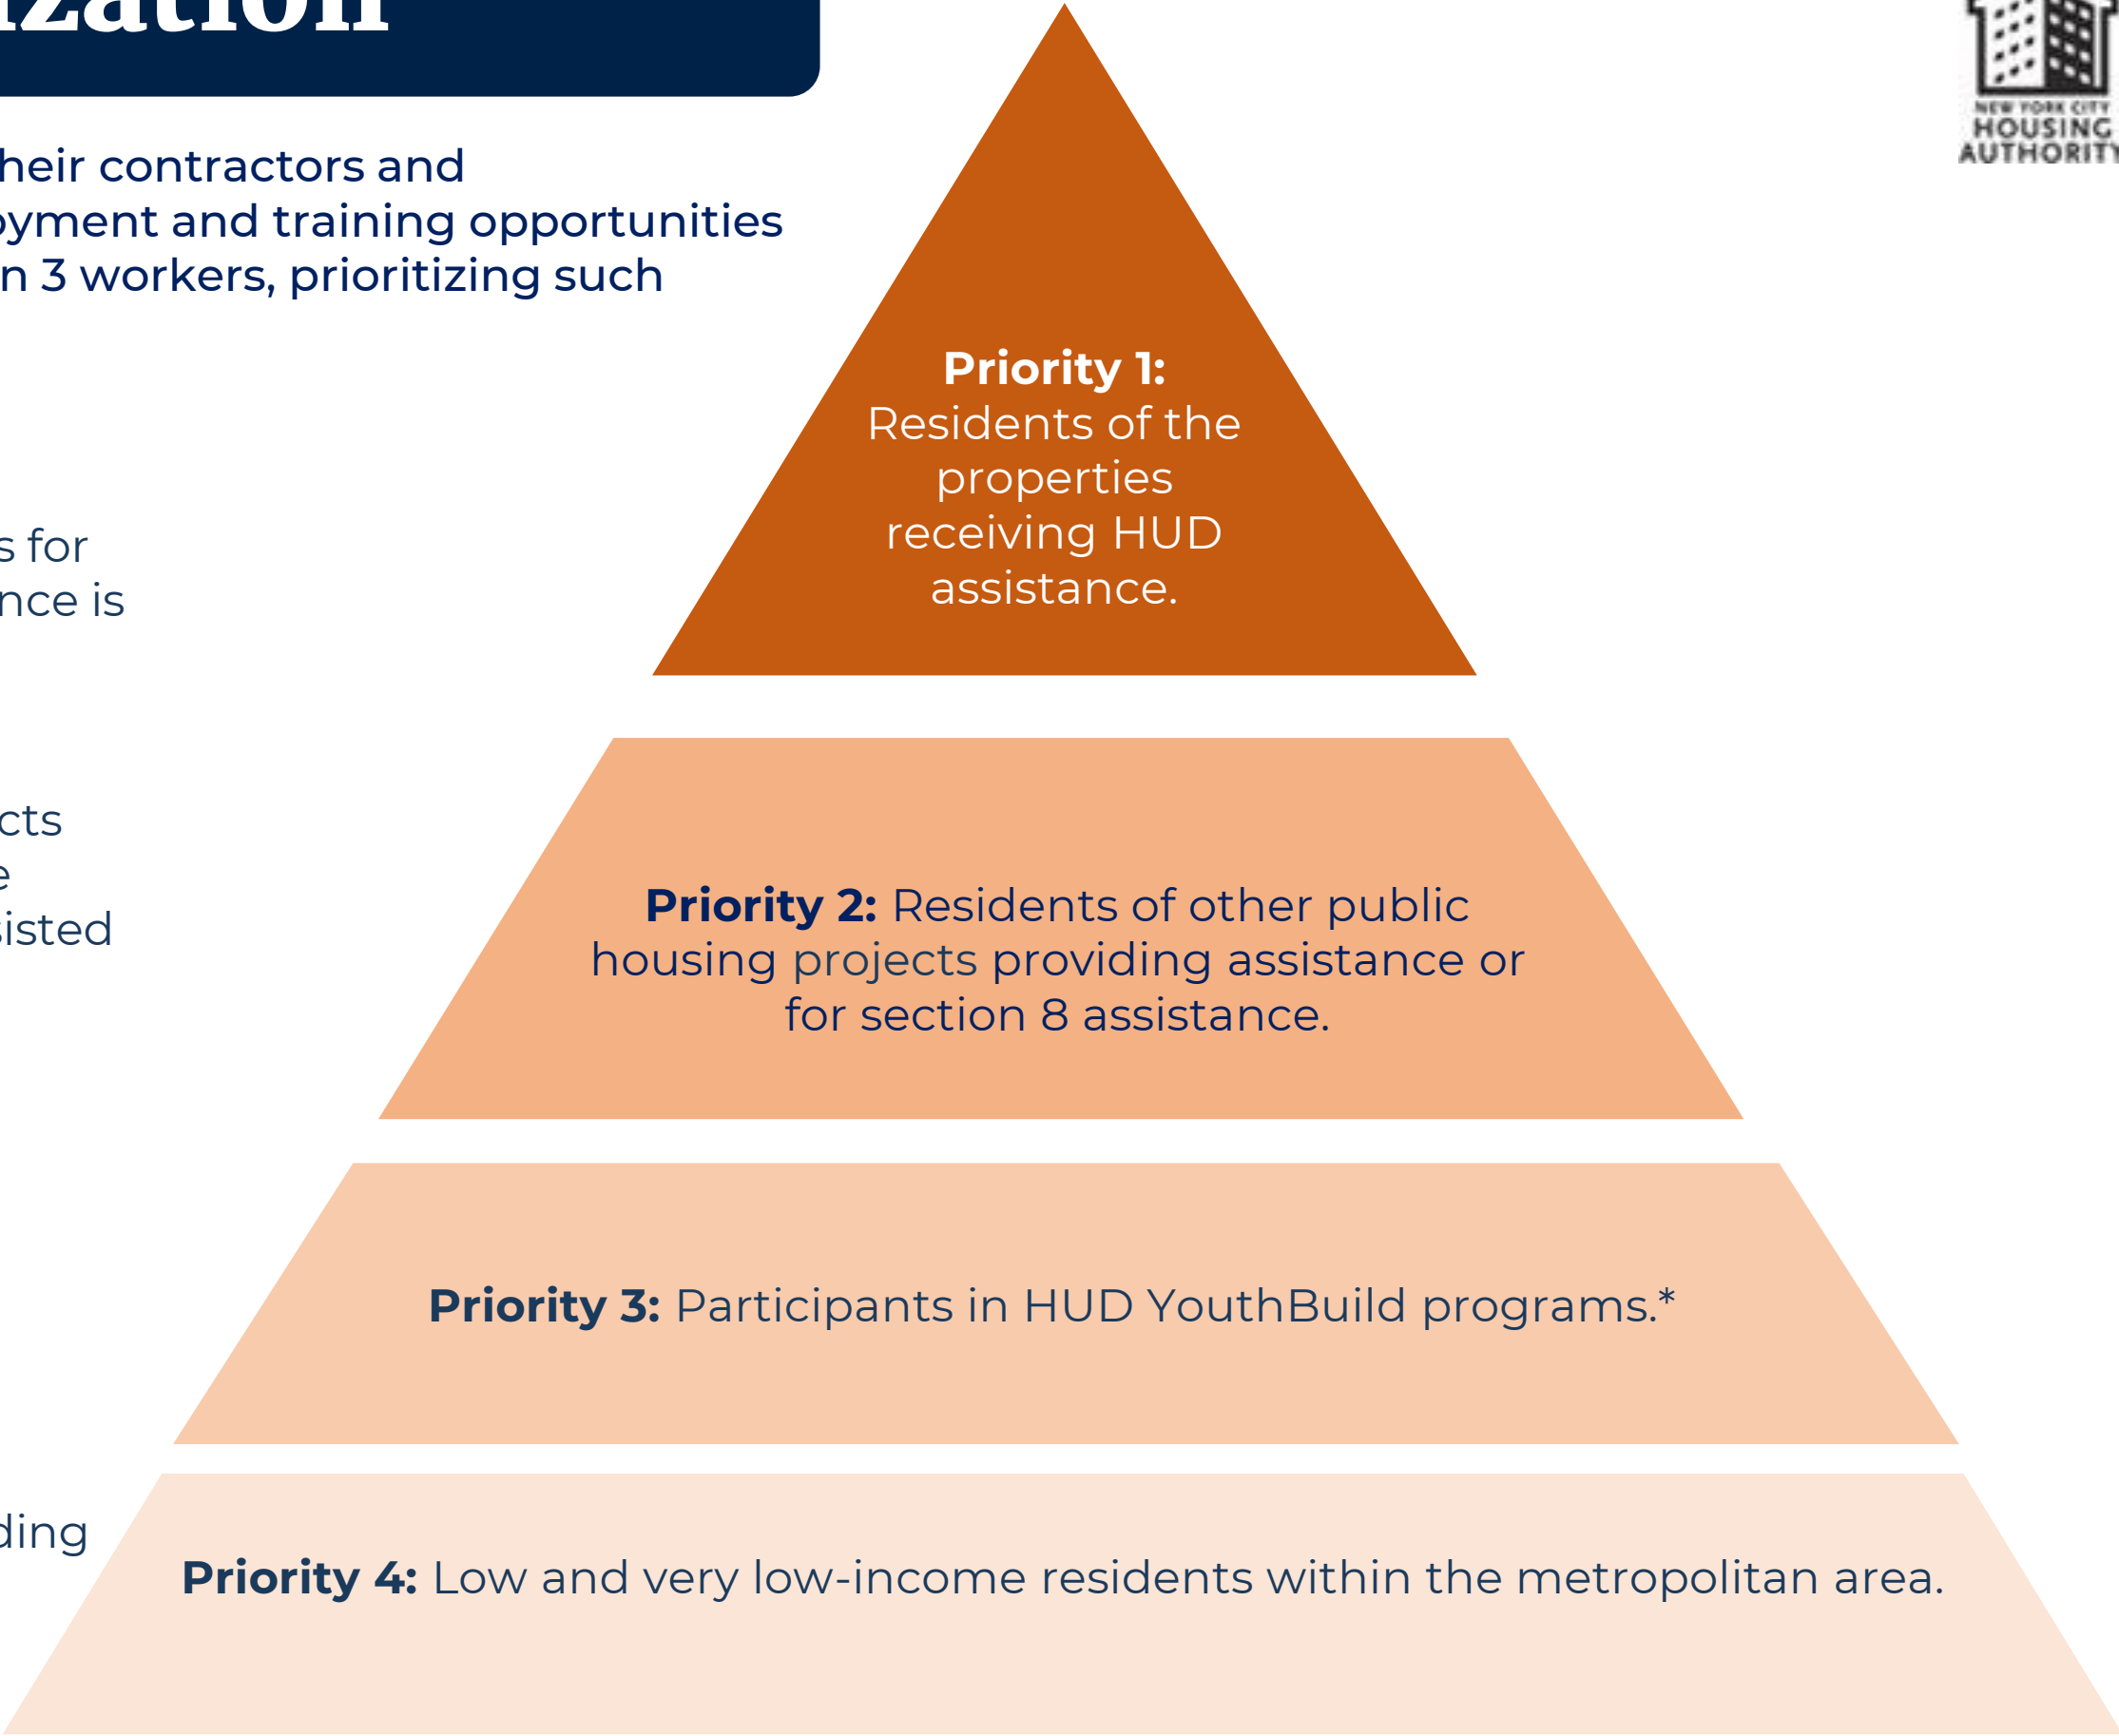 ization
NEW YORK CITY
HOUSING
AUTHORITY
heir contractors and
oyment and training opportunities
n 3 workers, prioritizing such
s for
nce is
cts
e
isted
ding
Priority 1:
Residents of the
properties
receiving HUD
assistance.
Priority 2: Residents of other public
housing projects providing assistance or
for section 8 assistance.
Priority 3: Participants in HUD YouthBuild programs.*
Priority 4: Low and very low-income residents within the metropolitan area.